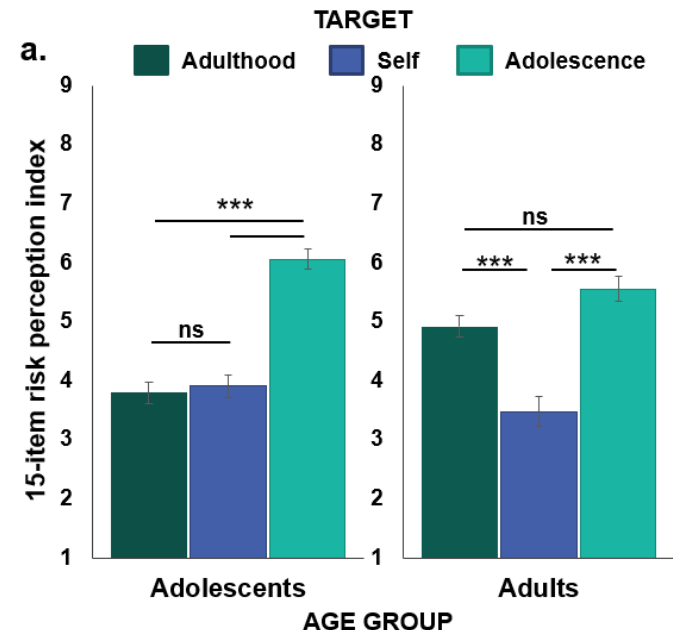 TARGET
a.
Adulthood Self Adolescence
15-item risk perception index
9
8
7
6
5
4
3
2
1
***
ns
Adolescents
9
8
7
6
5
4
3
2
1
ns
*** ***
Adults
AGE GROUP